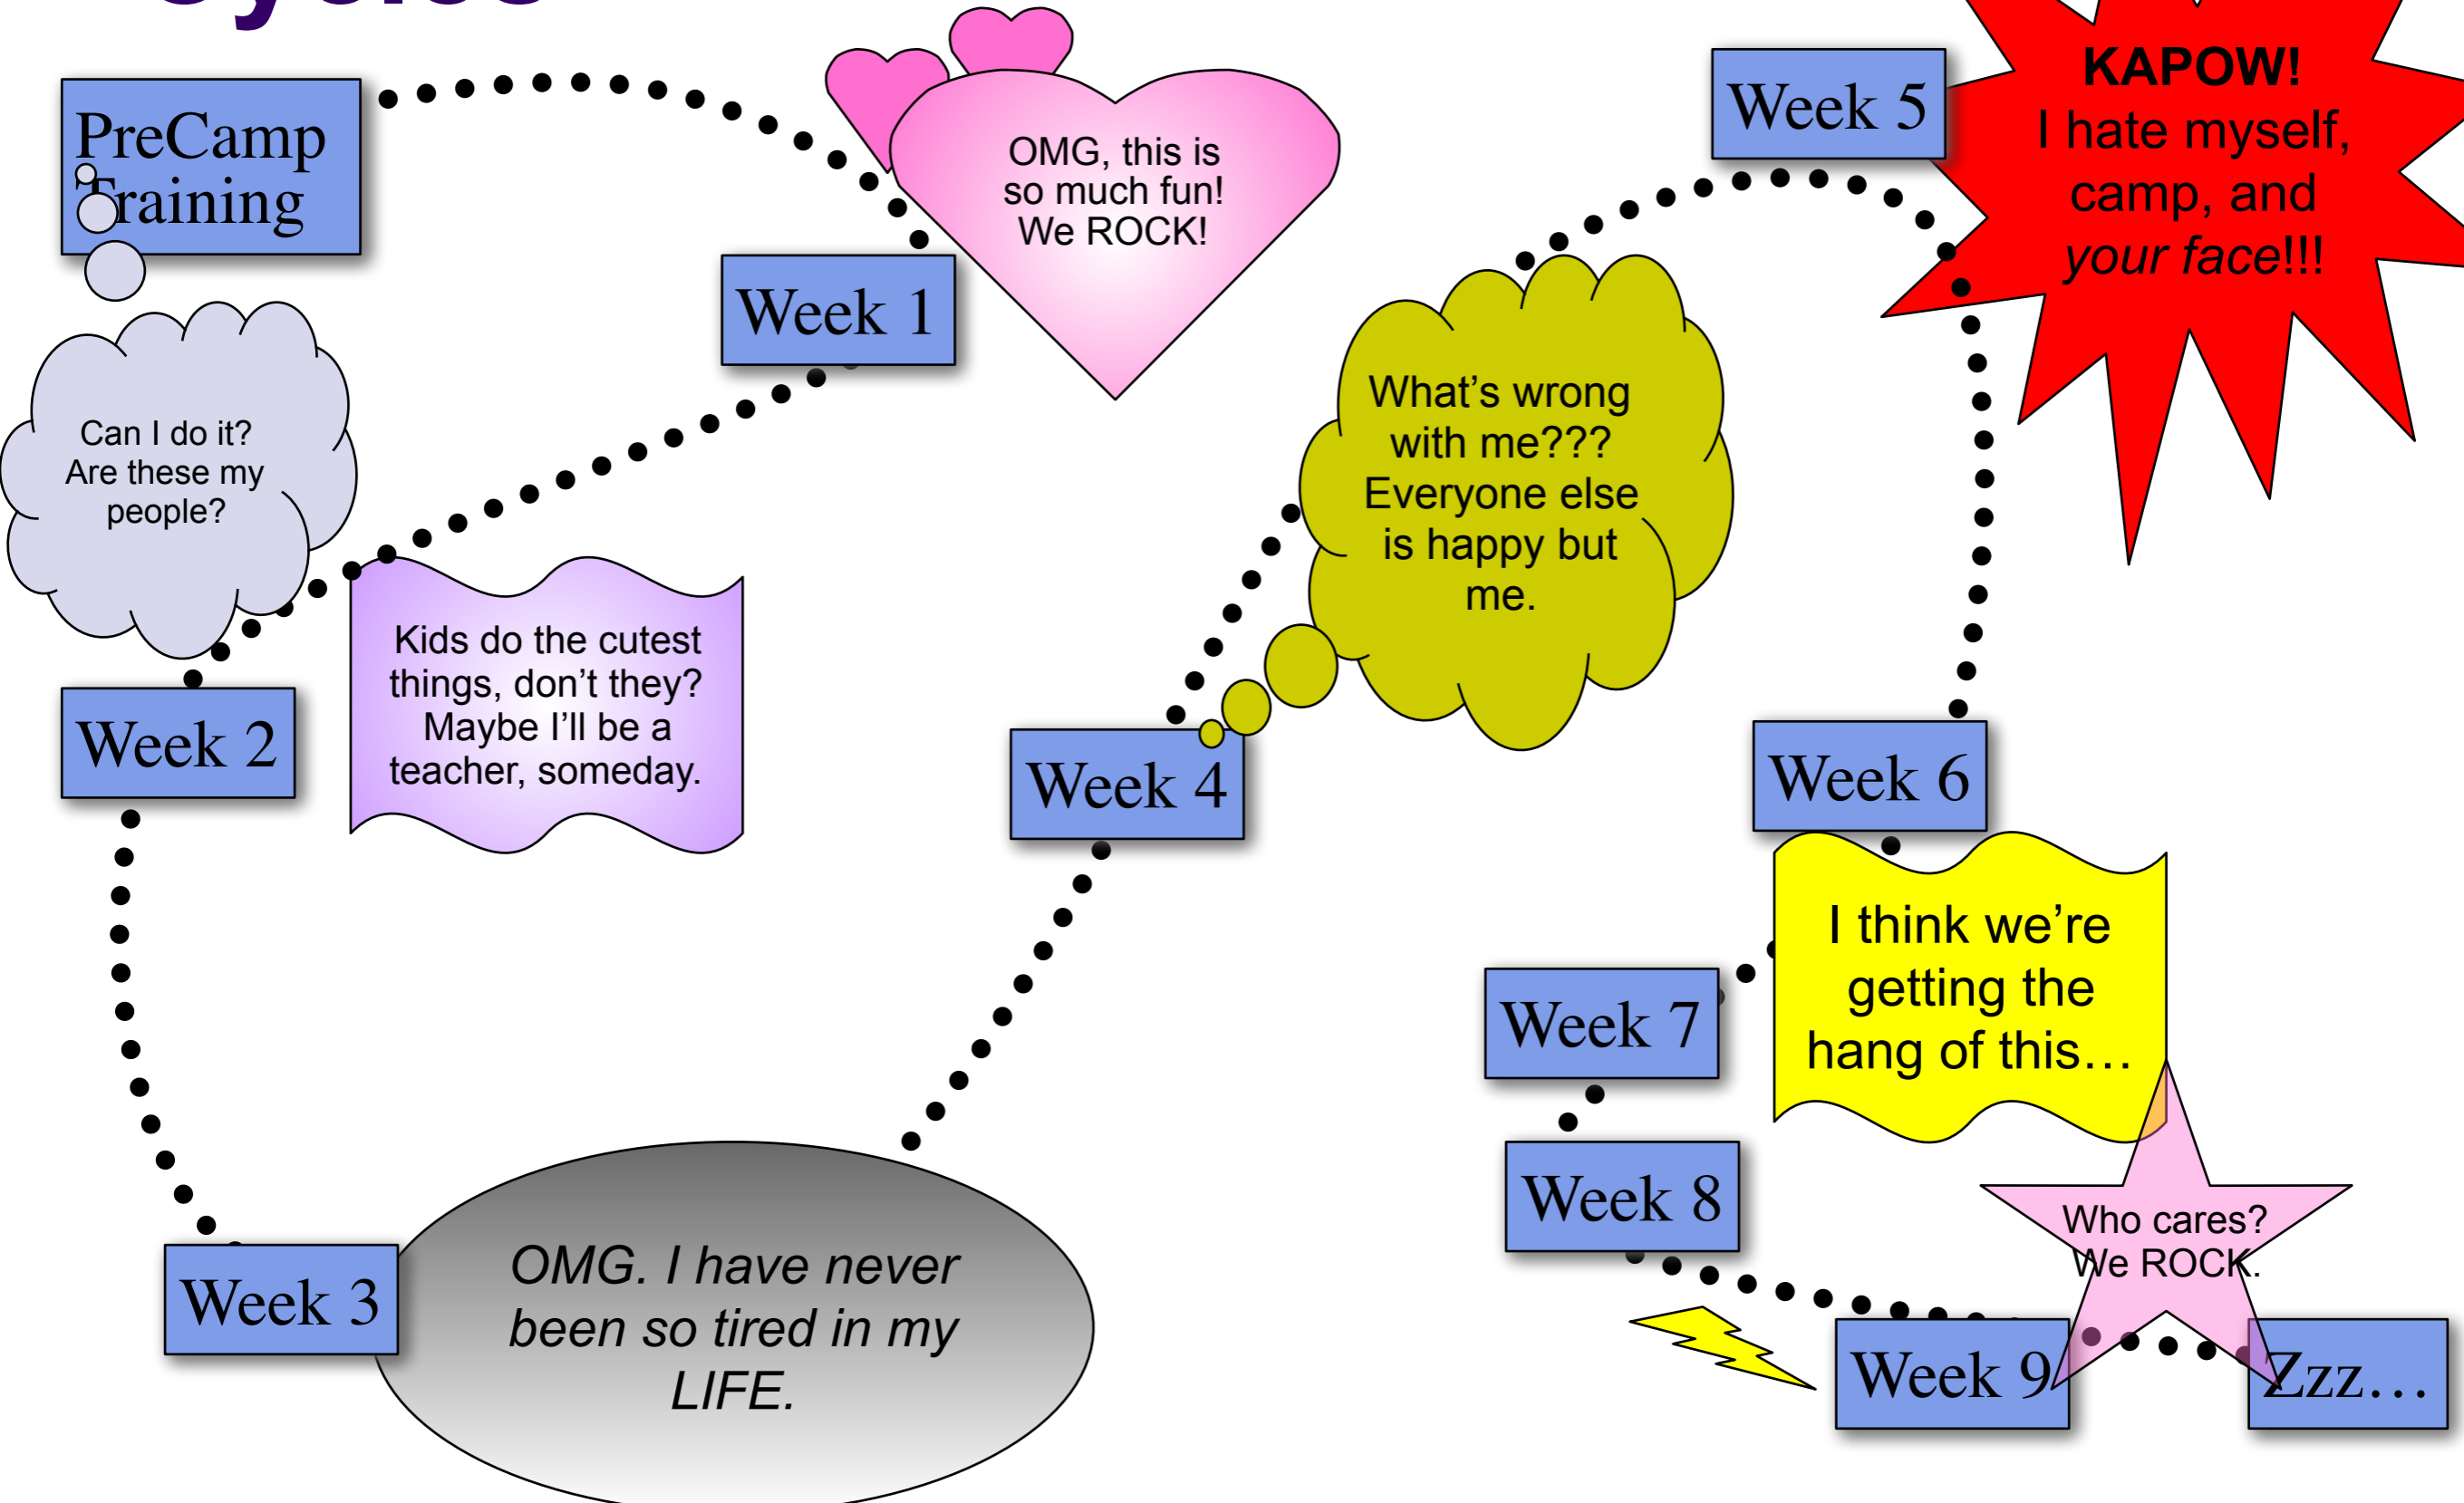 PreCamp
Training
Can I do it?
Are these my
people?
Week 1
OMG, this is
so much fun!
We ROCK!
Week 2
Kids do the cutest
things, don't they?
Maybe I'll be a
teacher, someday.
Week 3
OMG. I have never
been so tired in my
LIFE.
Week 4
What's wrong
with me???
Everyone else
is happy but
me.
Week 5
KAPOW!
I hate myself,
camp, and
your face!!!
Week 6
I think we're
getting the
hang of this…
Week 7
Week 8
Week 9
Who cares?
We ROCK.
Zzz…